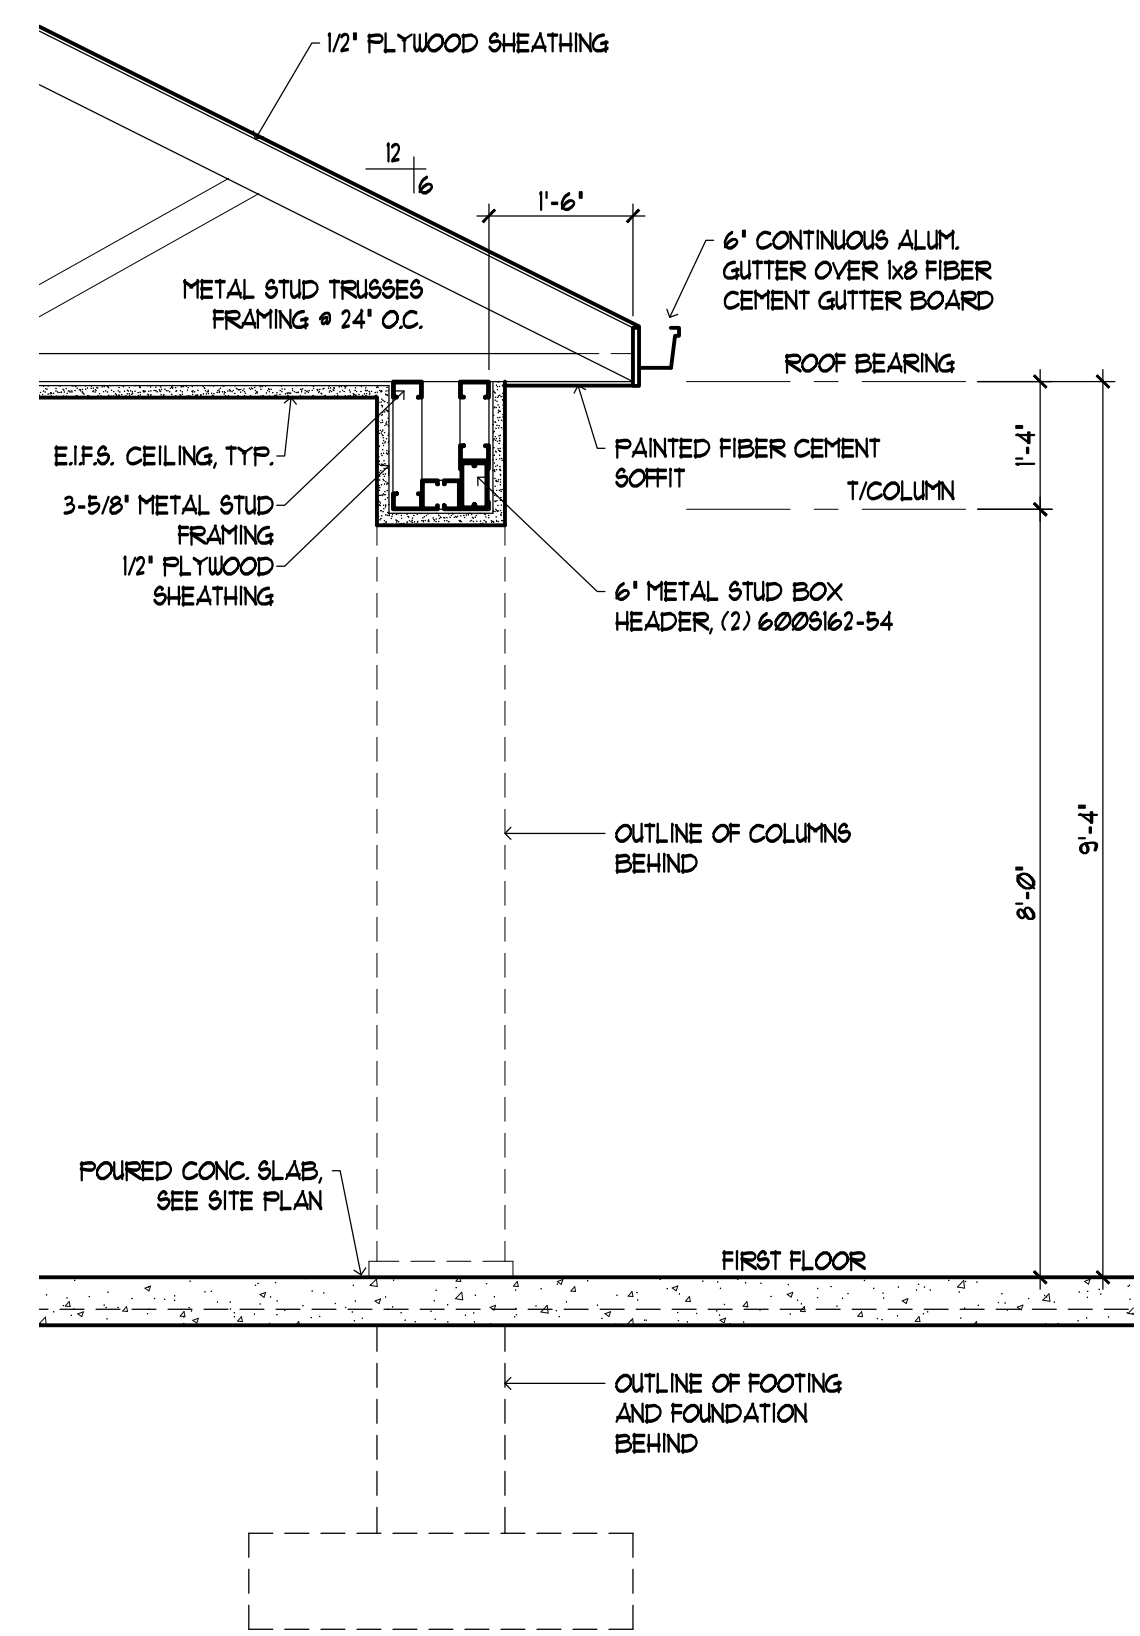 1/2" PLYWOOD SHEATHING
12
6
1'-6"
6" CONTINUOUS ALUM.
GUTTER OVER 1x8 FIBER
CEMENT GUTTER BOARD
METAL STUD TRUSSES
FRAMING @ 24" O.C.
ROOF BEARING
E.I.F.S. CEILING, TYP.
PAINTED FIBER CEMENT
SOFFIT
1'-4"
T/COLUMN
3-5/8" METAL STUD
FRAMING
1/2" PLYWOOD
SHEATHING
6" METAL STUD BOX
HEADER, (2) 600S162-54
OUTLINE OF COLUMNS
BEHIND
8'-0"
9'-4"
POURED CONC. SLAB,
SEE SITE PLAN
FIRST FLOOR
OUTLINE OF FOOTING
AND FOUNDATION
BEHIND